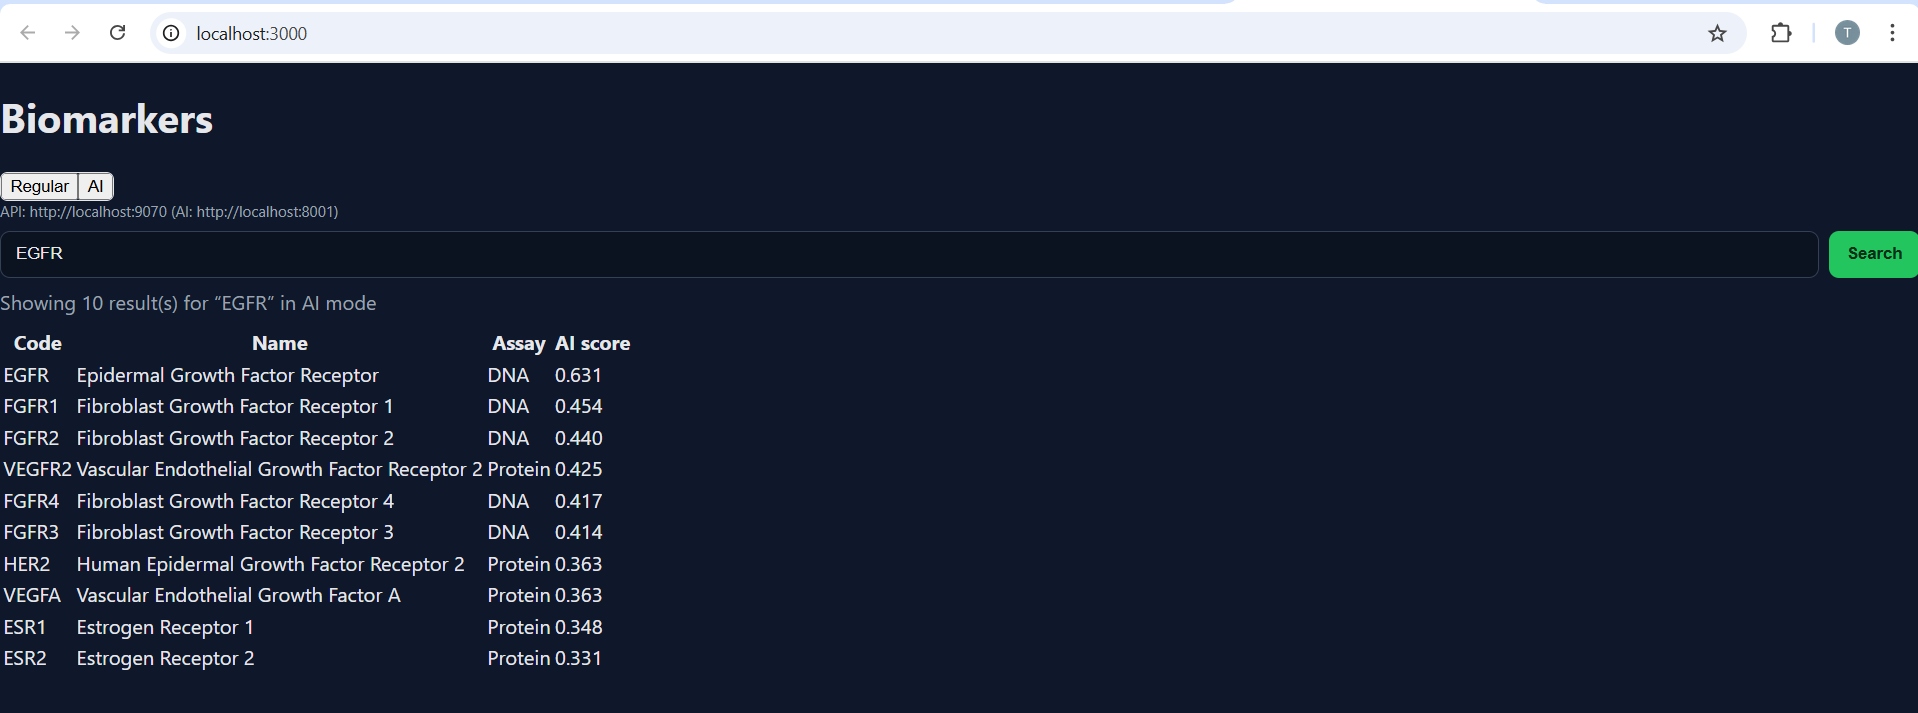 localhost:3000
T
Biomarkers
Regular AI
API: http://localhost:9070 (AI: http://localhost:8001)
EGFR Search
Showing 10 result(s) for “EGFR” in AI mode
Code Name Assay AI score
EGFR Epidermal Growth Factor Receptor DNA 0.631
FGFR1 Fibroblast Growth Factor Receptor 1 DNA 0.454
FGFR2 Fibroblast Growth Factor Receptor 2 DNA 0.440
VEGFR2 Vascular Endothelial Growth Factor Receptor 2 Protein 0.425
FGFR4 Fibroblast Growth Factor Receptor 4 DNA 0.417
FGFR3 Fibroblast Growth Factor Receptor 3 DNA 0.414
HER2 Human Epidermal Growth Factor Receptor 2 Protein 0.363
VEGFA Vascular Endothelial Growth Factor A Protein 0.363
ESR1 Estrogen Receptor 1 Protein 0.348
ESR2 Estrogen Receptor 2 Protein 0.331